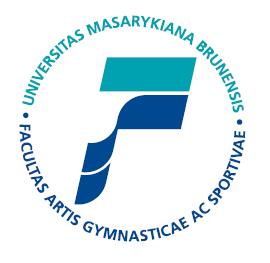 UNIVERSITAS MASARYKIANA BRUNENSIS
• FACULTAS ARTIS GYMNASTICAE AC SPORTIVAE •